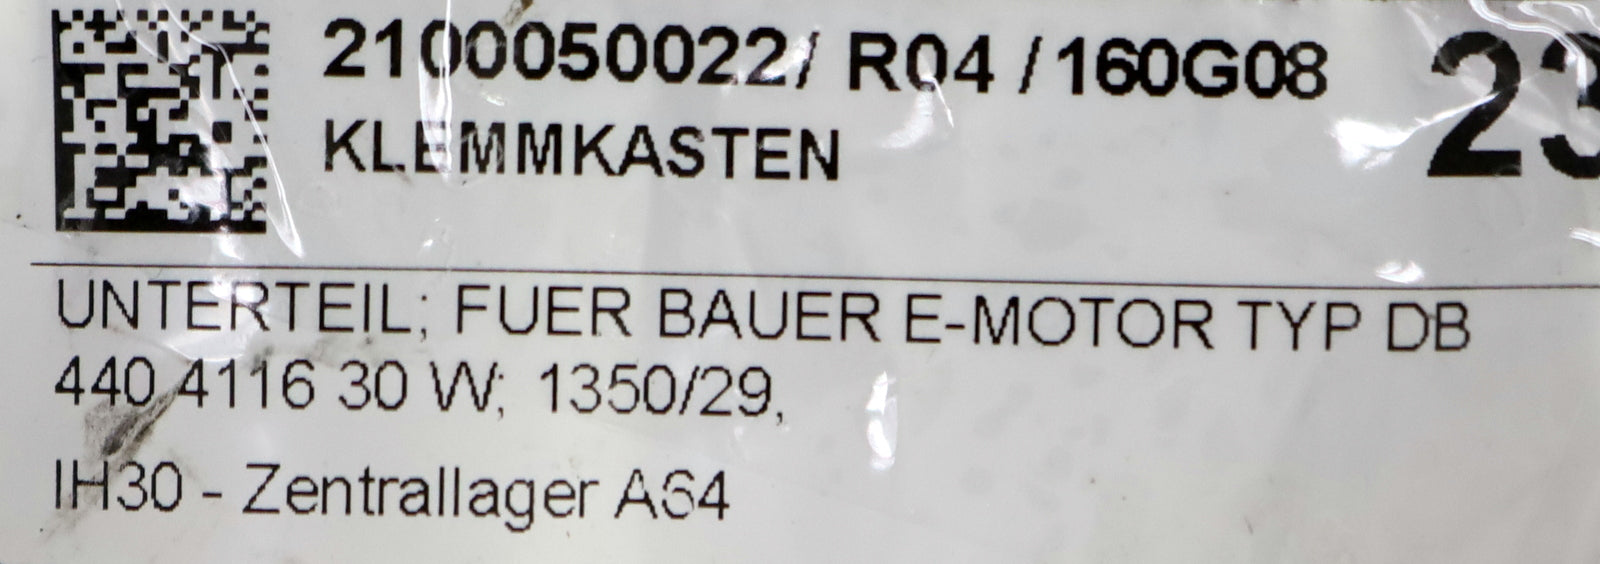 2100050022/ R04 /160G08
23
KLEMMKASTEN
UNTERTEIL; FUER BAUER E-MOTOR TYP DB
440 4116 30 W; 1350/29,
IH30 - Zentrallager A64